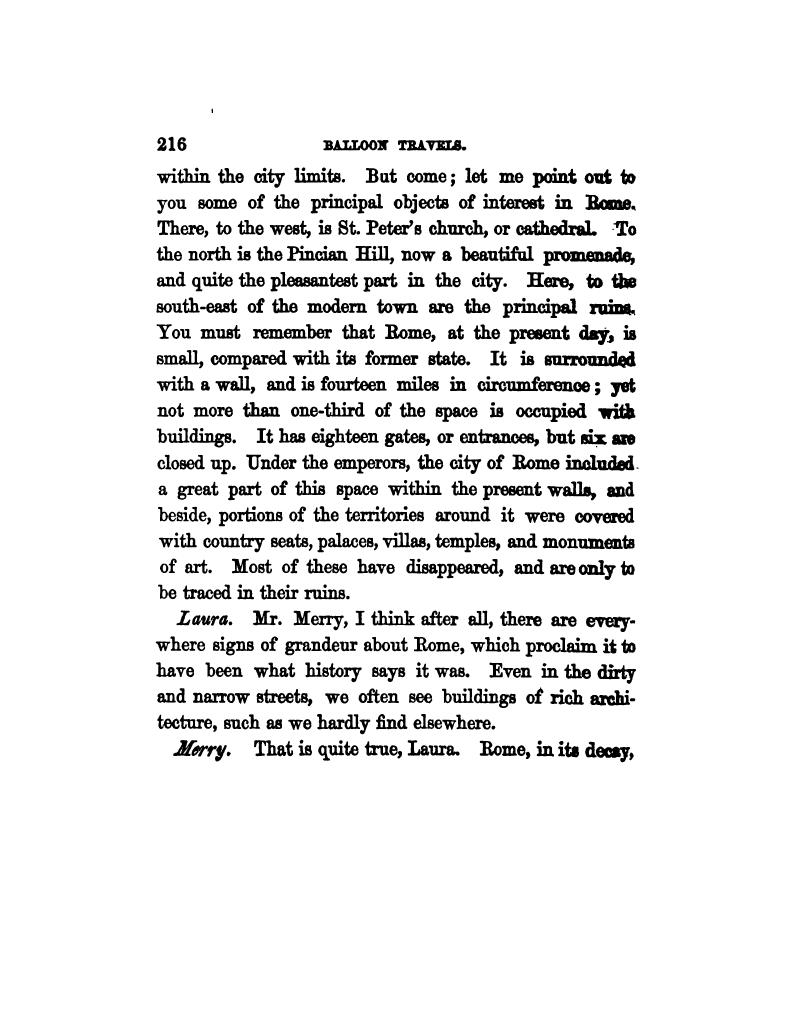 216 BALLOON TRAVELS.
within the city limits. But come; let me point out to
you some of the principal objects of interest in Rome.
There, to the west, is St. Peter's church, or cathedral. To
the north is the Pincian Hill, now a beautiful promenade,
and quite the pleasantest part in the city. Here, to the
south-east of the modern town are the principal ruins.
You must remember that Rome, at the present day, is
small, compared with its former state. It is surrounded
with a wall, and is fourteen miles in circumference; yet
not more than one-third of the space is occupied with
buildings. It has eighteen gates, or entrances, but six are
closed up. Under the emperors, the city of Rome included
a great part of this space within the present walls, and
beside, portions of the territories around it were covered
with country seats, palaces, villas, temples, and monuments
of art. Most of these have disappeared, and are only to
be traced in their ruins.
Laura. Mr. Merry, I think after all, there are every-
where signs of grandeur about Rome, which proclaim it to
have been what history says it was. Even in the dirty
and narrow streets, we often see buildings of rich archi-
tecture, such as we hardly find elsewhere.
Merry. That is quite true, Laura. Rome, in its decay,